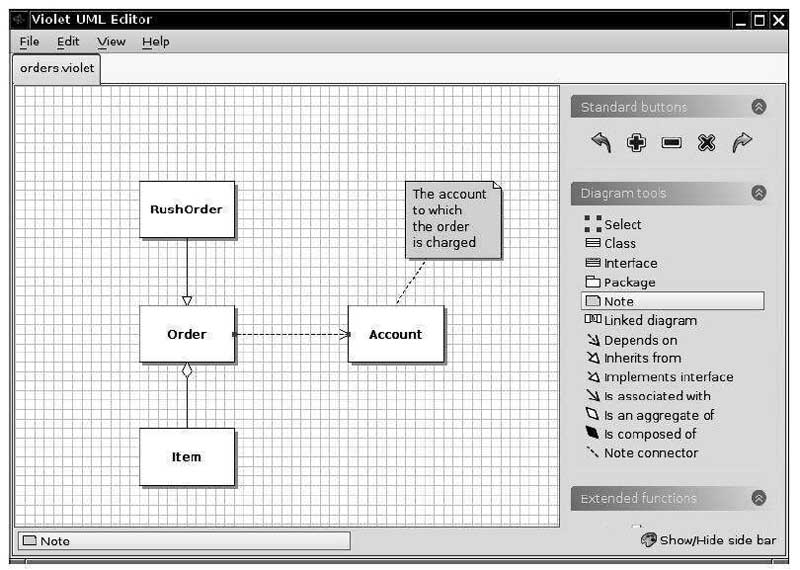 Violet UML Editor
File Edit View Help
orders.violet
Standard buttons
RushOrder
The account
to which
the order
is charged
Order
Account
Item
Diagram tools
Select
Class
Interface
Package
Note
Linked diagram
Depends on
Inherits from
Implements interface
Is associated with
Is an aggregate of
Is composed of
Note connector
Extended functions
Note
Show/Hide side bar